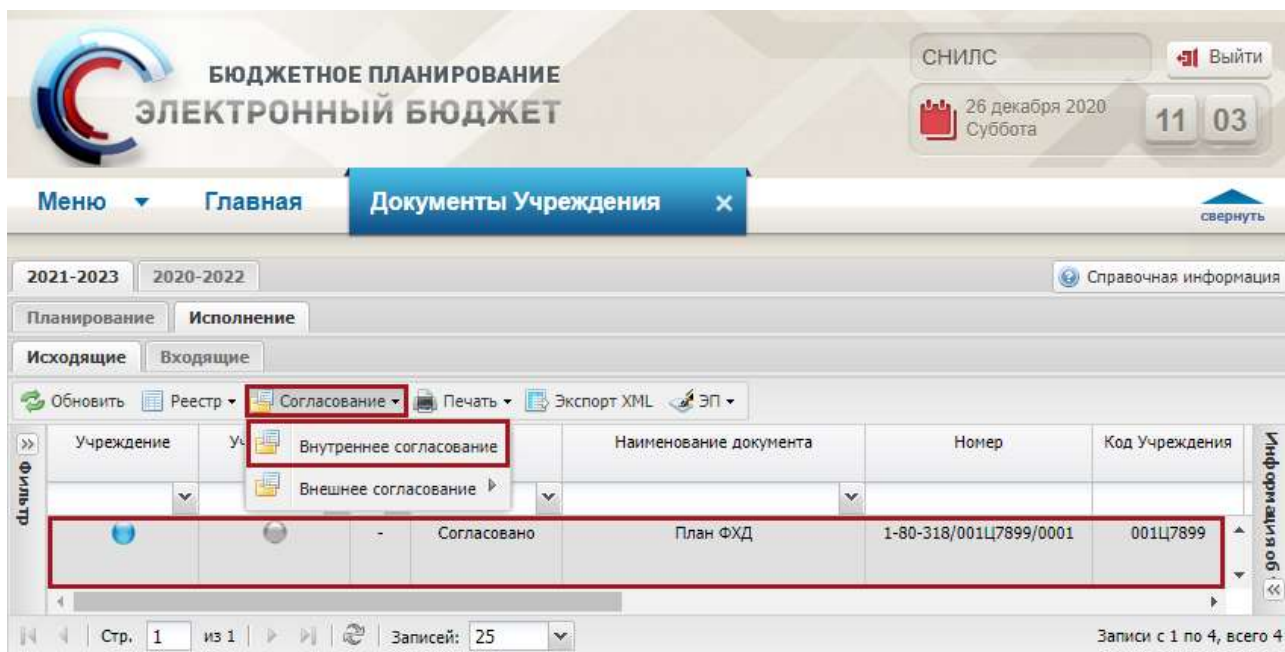 БЮДЖЕТНОЕ ПЛАНИРОВАНИЕ
ЭЛЕКТРОННЫЙ БЮДЖЕТ
СНИЛС
Выйти
26 декабря 2020
Суббота
11 03
Меню Главная Документы Учреждения
свернуть
2021-2023 2020-2022 Справочная информация
Планирование Исполнение
Исходящие Входящие
Обновить Реестр Согласование Печать Экспорт XML ЭП
Учреждение Наименование документа Номер Код Учреждения
Внутреннее согласование
Внешнее согласование
Фильтр
- Согласовано План ФХД 1-80-318/001Ц7899/0001 001Ц7899
Информация об
Стр. 1 из 1 Записей: 25 Записи с 1 по 4, всего 4